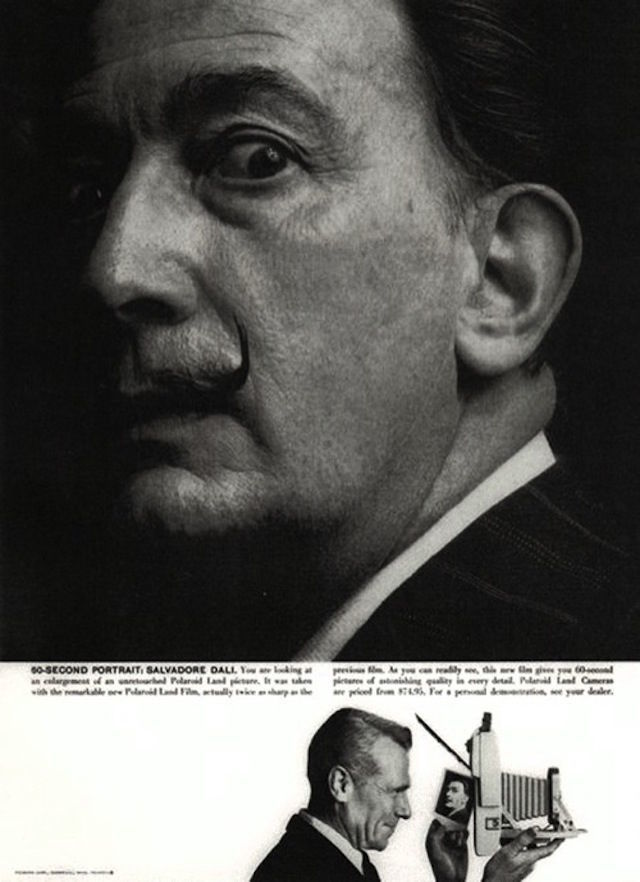 60-SECOND PORTRAIT: SALVADORE DALI. You are looking at
an enlargement of an unretouched Polaroid Land picture. It was taken
with the remarkable new Polaroid Land Film, actually twice as sharp as the
previous film. As you can readily see, this new film gives you 60-second
pictures of astonishing quality in every detail. Polaroid Land Cameras
are priced from $74.95. For a personal demonstration, see your dealer.